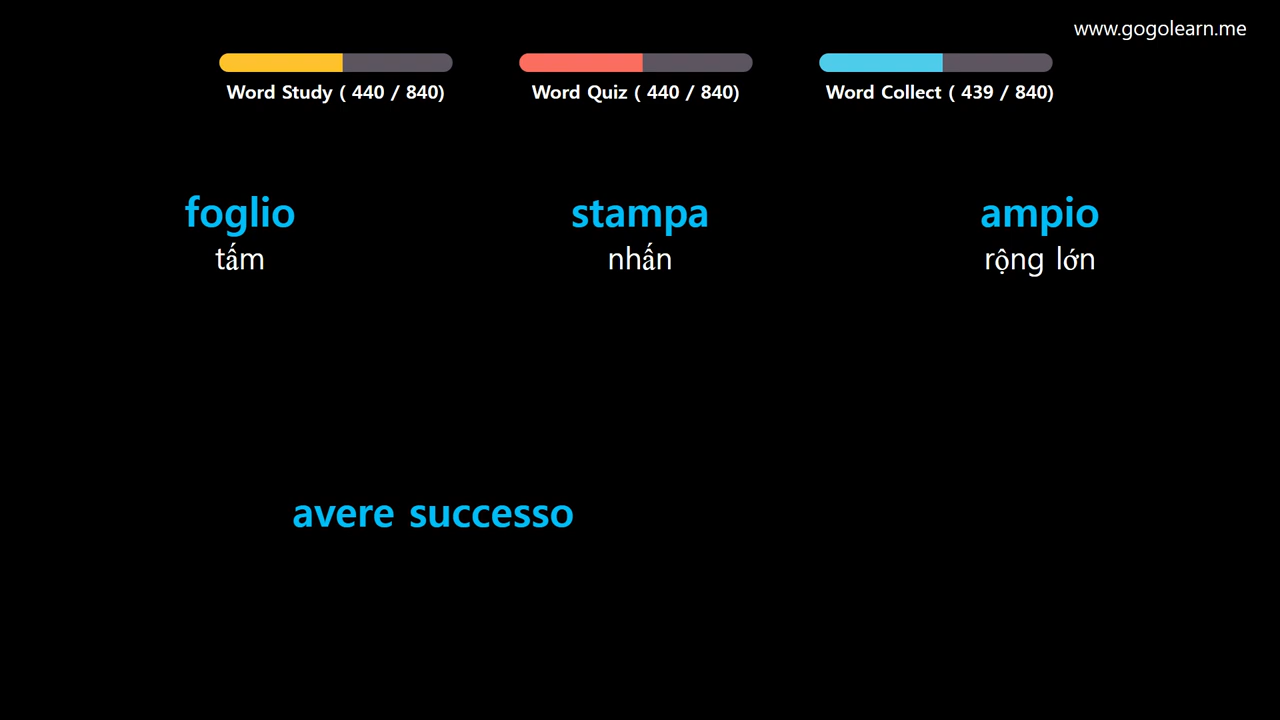 www.gogolearn.me
Word Study ( 440 / 840)
Word Quiz ( 440 / 840)
Word Collect ( 439 / 840)
foglio
tấm
stampa
nhấn
ampio
rộng lớn
avere successo